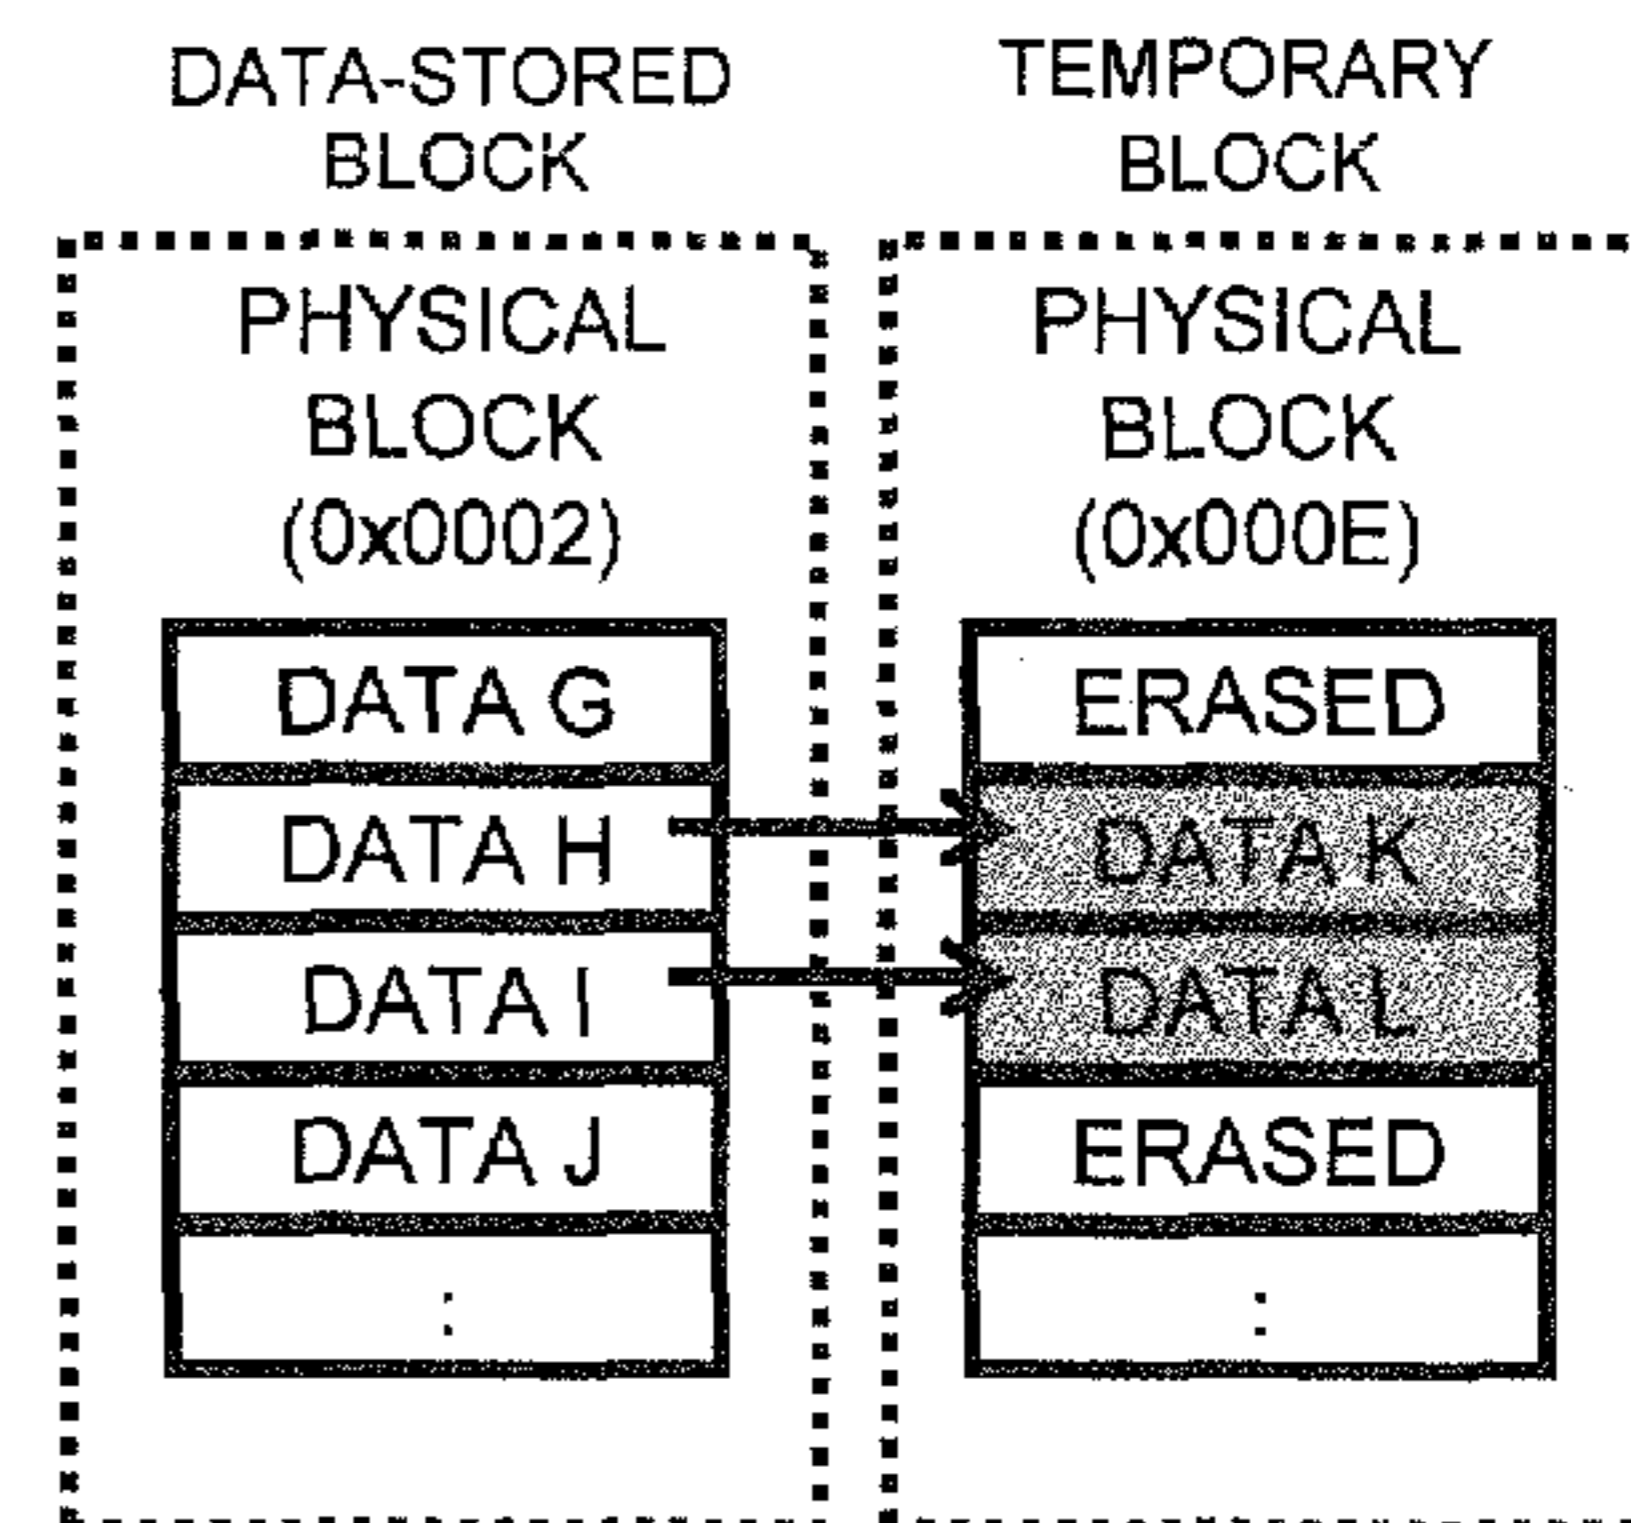 DATA-STORED
BLOCK
PHYSICAL
BLOCK
(0x0002)
DATA G
DATA H
DATA I
DATA J
:
TEMPORARY
BLOCK
PHYSICAL
BLOCK
(0x000E)
ERASED
DATA K
DATA L
ERASED
: